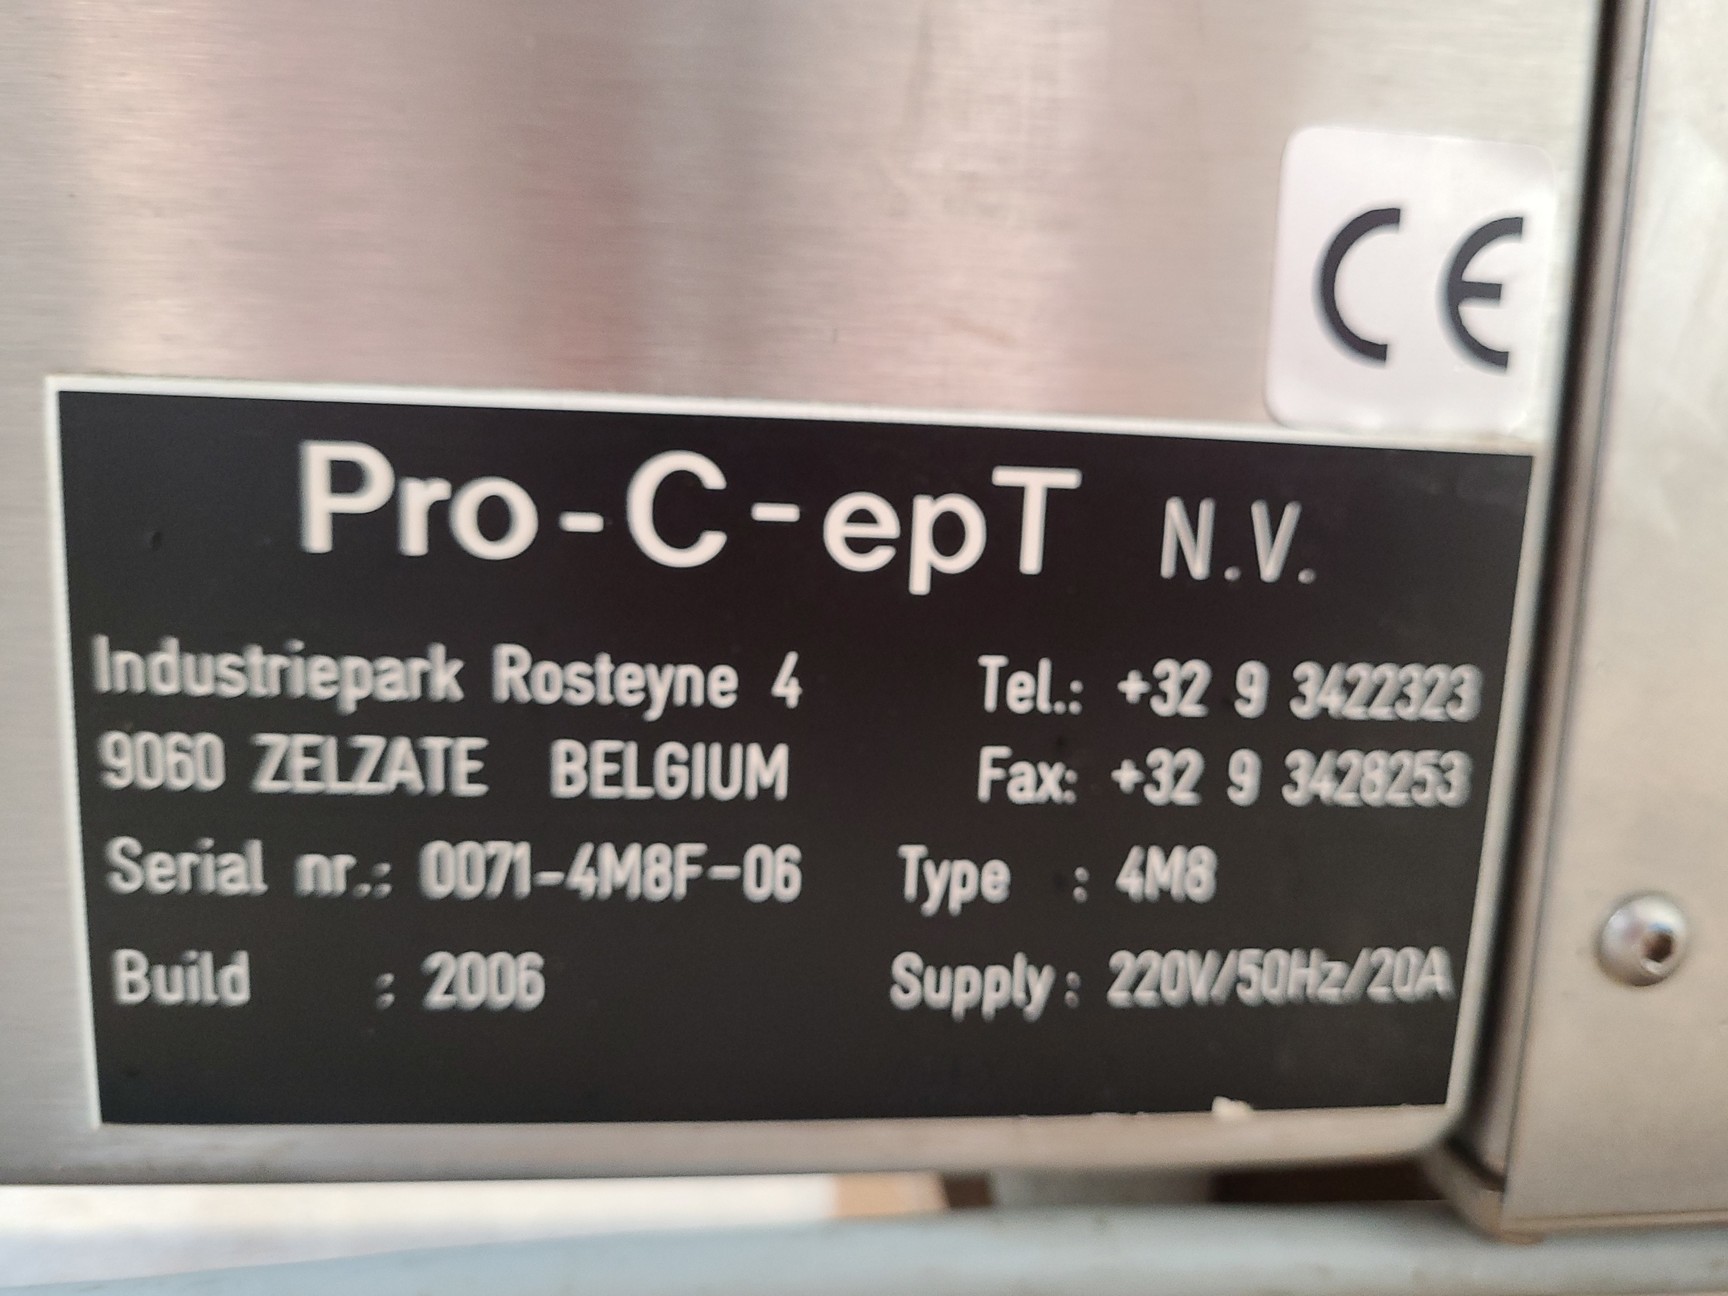 CE
Pro-C-epT N.V.
Industriepark Rosteyne 4 Tel.: +32 9 3422323
9060 ZELZATE BELGIUM Fax: +32 9 3428253
Serial nr.: 0071-4M8F-06 Type : 4M8
Build : 2006 Supply : 220V/50Hz/20A